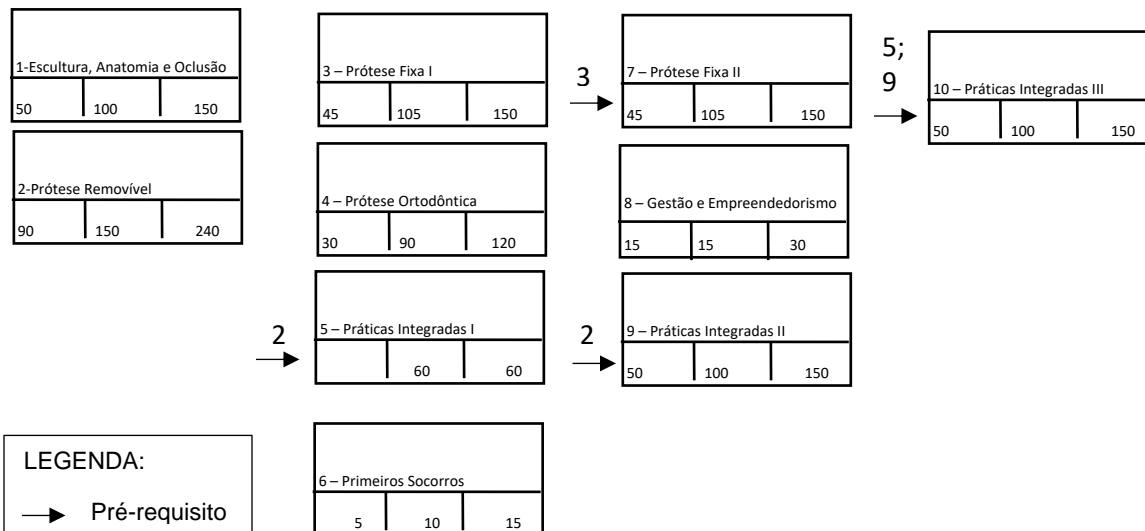 1-Escultura, Anatomia e Oclusão
50 100 150
2-Prótese Removível
90 150 240
3 – Prótese Fixa I
45 105 150
4 – Prótese Ortodôntica
30 90 120
2
5 – Práticas Integradas I
60 60
6 – Primeiros Socorros
5 10 15
3
7 – Prótese Fixa II
45 105 150
8 – Gestão e Empreendedorismo
15 15 30
2
9 – Práticas Integradas II
50 100 150
5;
9
10 – Práticas Integradas III
50 100 150
LEGENDA:
Pré-requisito